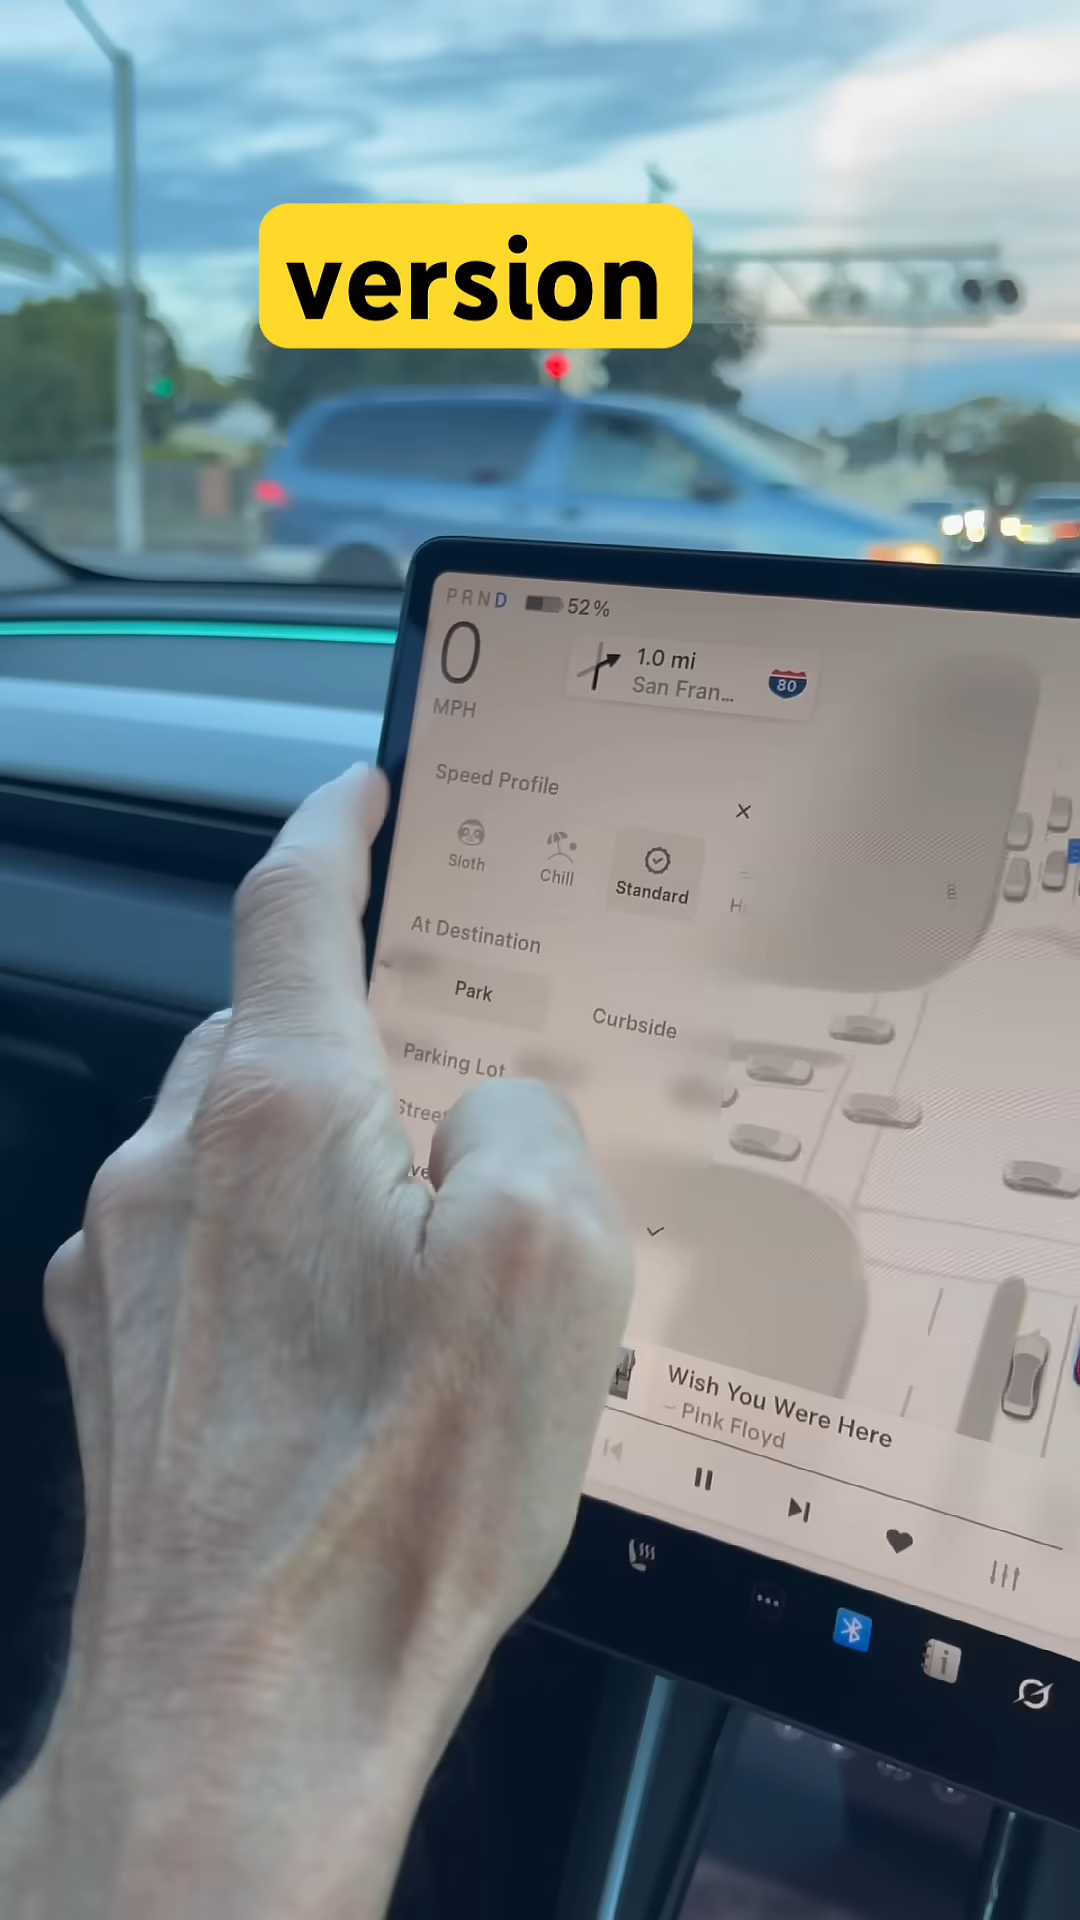 version
PRND 52%
0
MPH
1.0 mi
San Fran...
80
Speed Profile
Sloth
Chill
Standard
At Destination
Park
Curbside
Parking Lot
Wish You Were Here
Pink Floyd